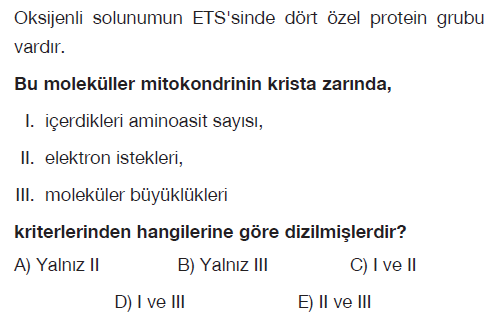 Oksijenli solunumun ETS'sinde dört özel protein grubu
vardır.
Bu moleküller mitokondrinin krista zarında,
I. içerdikleri aminoasit sayısı,
II. elektron istekleri,
III. moleküler büyüklükleri
kriterlerinden hangilerine göre dizilmişlerdir?
A) Yalnız II B) Yalnız III C) I ve II
D) I ve III E) II ve III